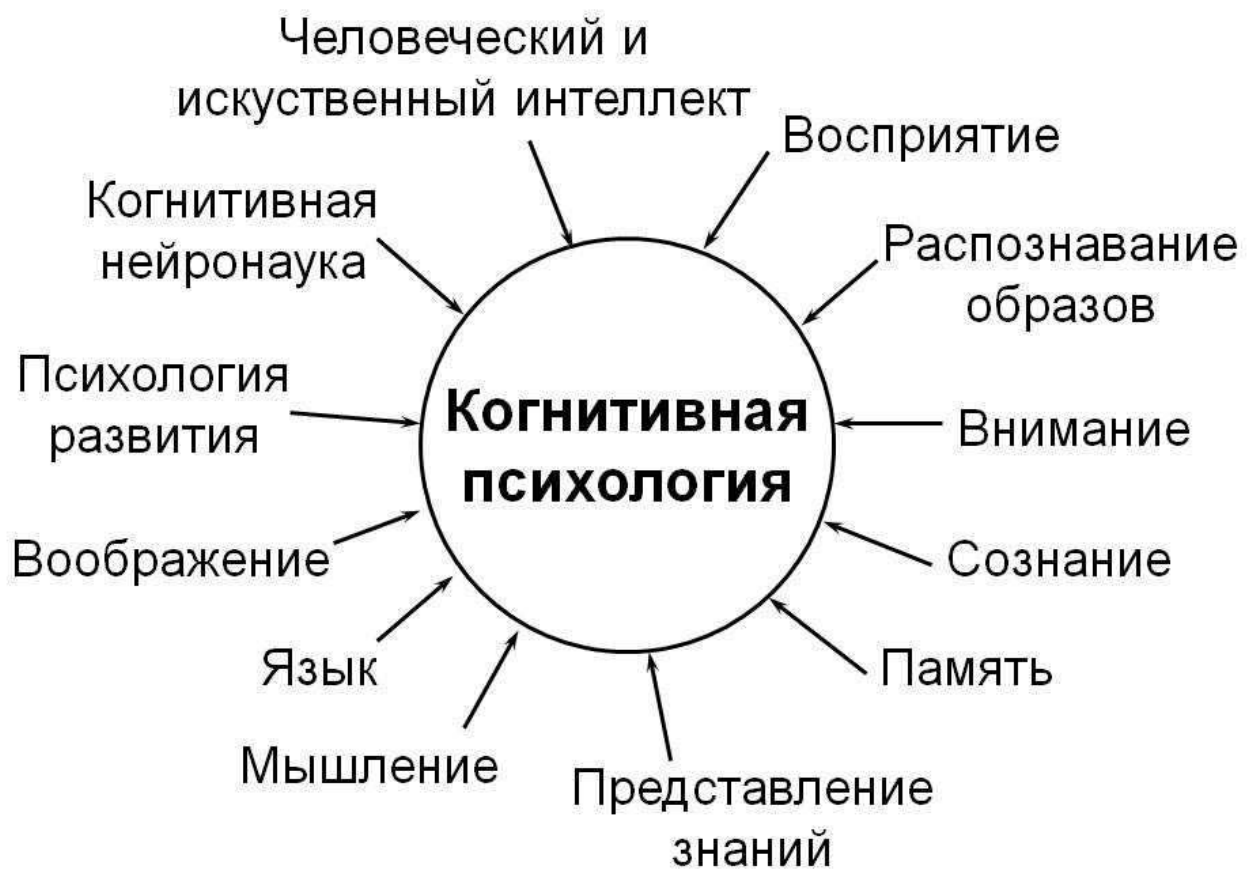 Человеческий и
искуственный интеллект
Восприятие
Распознавание
образов
Внимание
Сознание
Память
Представление
знаний
Мышление
Язык
Воображение
Психология
развития
Когнитивная
нейронаука
Когнитивная
психология